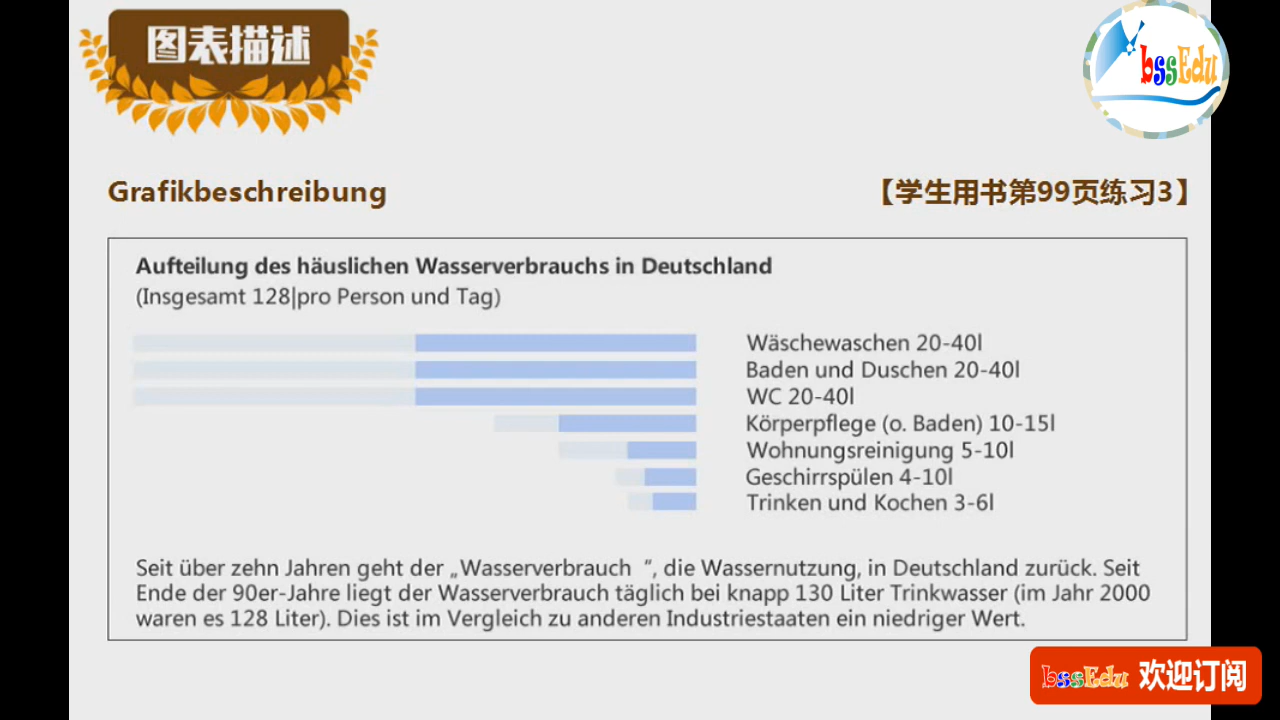 图表描述
bssEdu
Grafikbeschreibung
【学生用书第99页练习3】
Aufteilung des häuslichen Wasserverbrauchs in Deutschland
(Insgesamt 128|pro Person und Tag)
Wäschewaschen 20-40l
Baden und Duschen 20-40l
WC 20-40l
Körperpflege (o. Baden) 10-15l
Wohnungsreinigung 5-10l
Geschirrspülen 4-10l
Trinken und Kochen 3-6l
Seit über zehn Jahren geht der „Wasserverbrauch “, die Wassernutzung, in Deutschland zurück. Seit
Ende der 90er-Jahre liegt der Wasserverbrauch täglich bei knapp 130 Liter Trinkwasser (im Jahr 2000
waren es 128 Liter). Dies ist im Vergleich zu anderen Industriestaaten ein niedriger Wert.
bssEdu 欢迎订阅